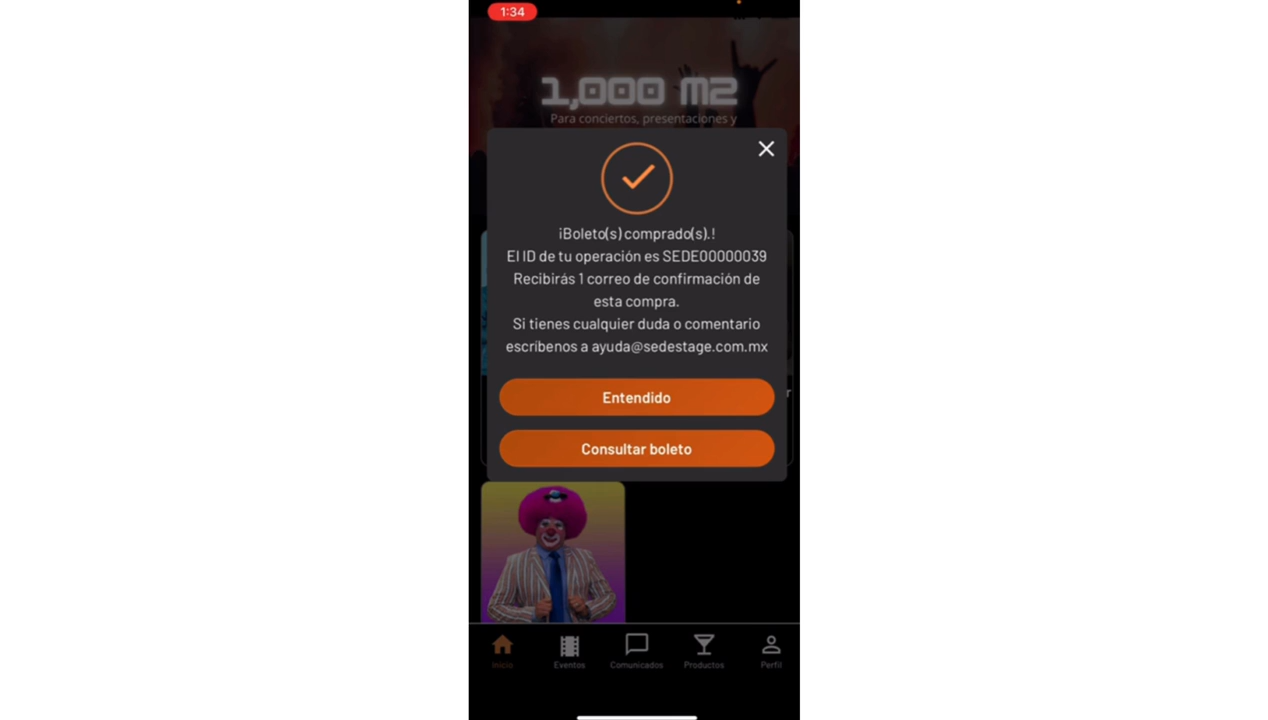 1:34
1,000 M2
Para conciertos, presentaciones y
¡Boleto(s) comprado(s).!
El ID de tu operación es SEDE00000039
Recibirás 1 correo de confirmación de
esta compra.
Si tienes cualquier duda o comentario
escríbenos a ayuda@sedestage.com.mx
Entendido
Consultar boleto
Inicio
Eventos
Comunicados
Productos
Perfil